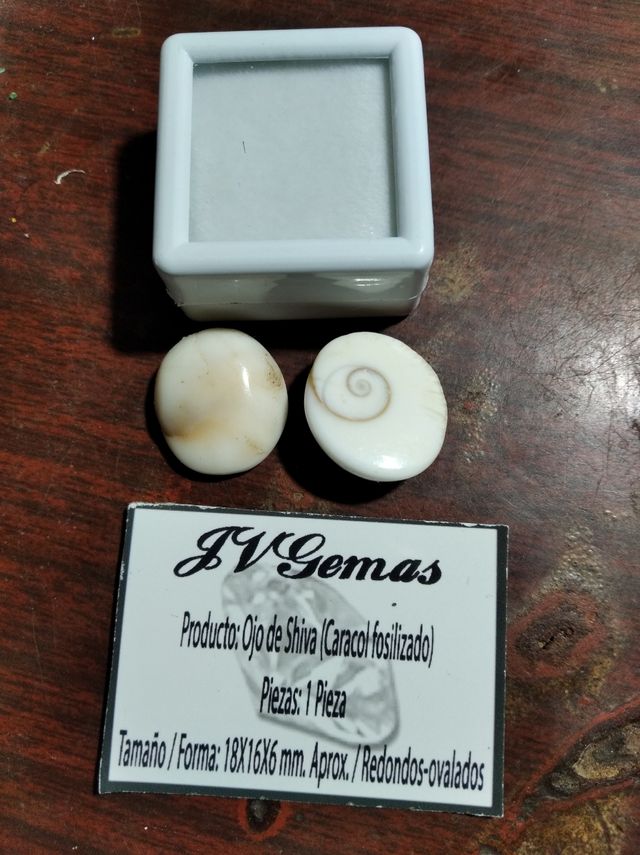 JVGemas
Producto: Ojo de Shiva (Caracol fosilizado)
Piezas: 1 Pieza
Tamaño / Forma: 18X16X6 mm. Aprox. / Redondos-ovalados